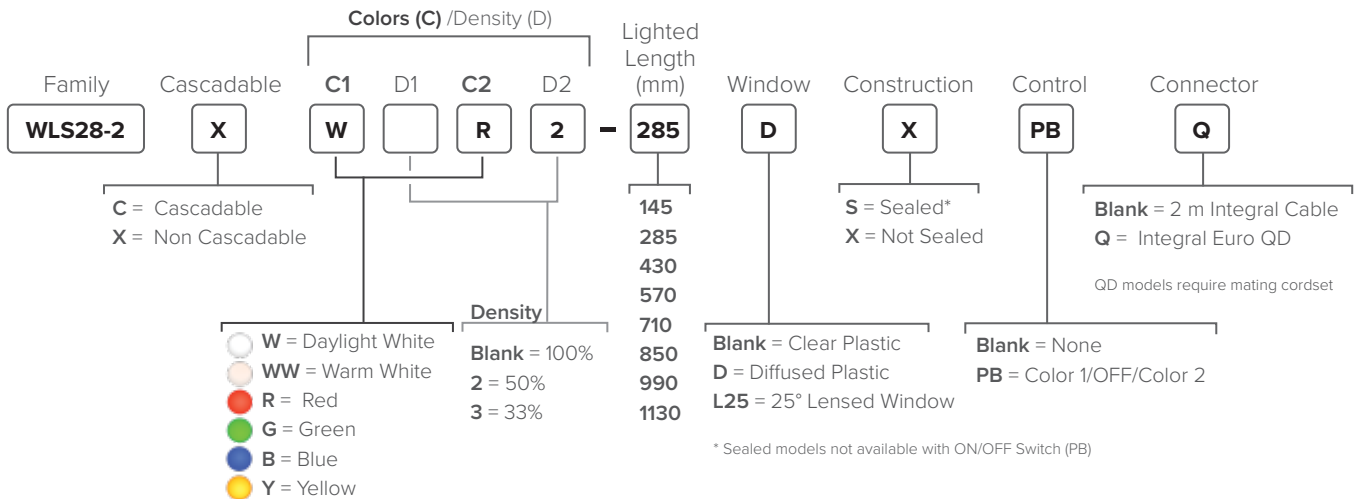 Colors (C) /Density (D)
Lighted
Length
(mm)
Family Cascadable C1 D1 C2 D2 Window Construction Control Connector
WLS28-2 X W R 2 – 285 D X PB Q
C = Cascadable
X = Non Cascadable
145
285
430
570
710
850
990
1130
S = Sealed*
X = Not Sealed
Blank = 2 m Integral Cable
Q = Integral Euro QD
QD models require mating cordset
W = Daylight White
WW = Warm White
R = Red
G = Green
B = Blue
Y = Yellow
Density
Blank = 100%
2 = 50%
3 = 33%
Blank = Clear Plastic
D = Diffused Plastic
L25 = 25° Lensed Window
Blank = None
PB = Color 1/OFF/Color 2
* Sealed models not available with ON/OFF Switch (PB)